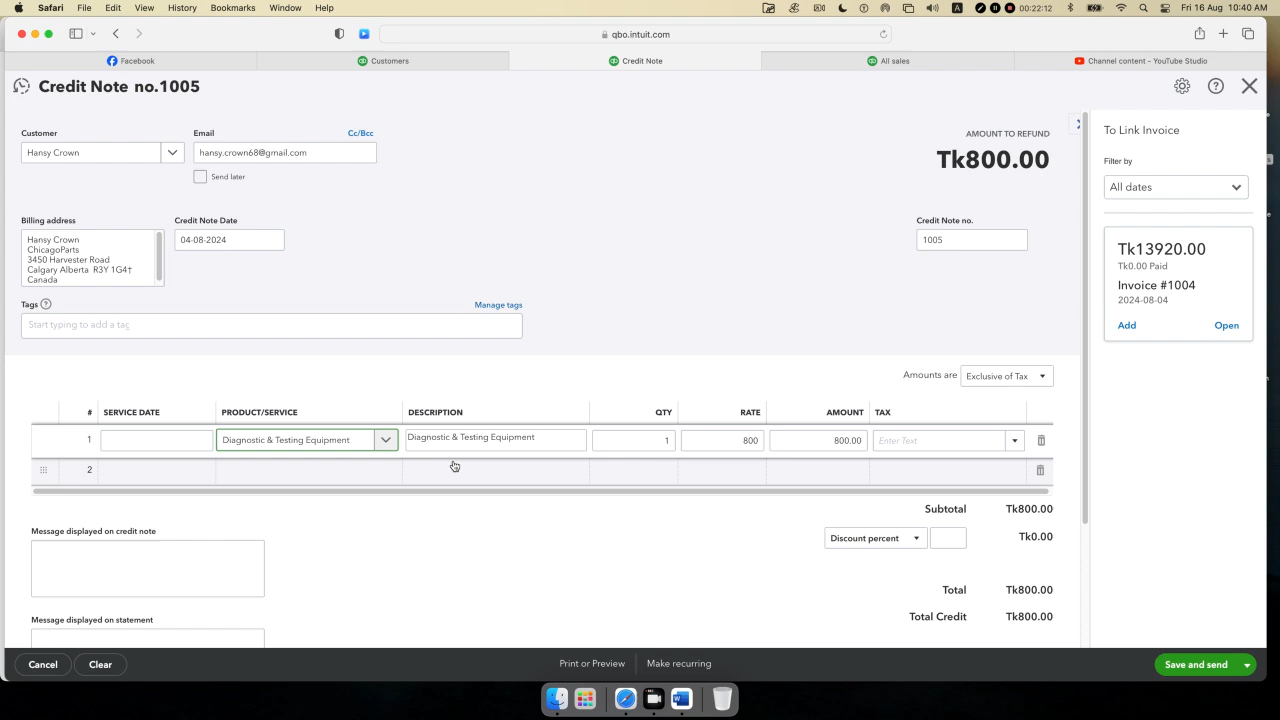 Safari File Edit View History Bookmarks Window Help 00:22:12 A Fri 16 Aug 10:40 AM
qbo.intuit.com
Facebook Customers Credit Note All sales Channel content – YouTube Studio
Credit Note no.1005
Customer Email Cc/Bcc
Hansy Crown hansy.crown68@gmail.com
Send later
AMOUNT TO REFUND
Tk800.00
Billing address Credit Note Date Credit Note no.
Hansy Crown
ChicagoParts
3450 Harvester Road
Calgary Alberta R3Y 1G4†
Canada
04-08-2024
1005
Tags Manage tags
Start typing to add a tag
Amounts are Exclusive of Tax
# SERVICE DATE PRODUCT/SERVICE DESCRIPTION QTY RATE AMOUNT TAX
1 Diagnostic & Testing Equipment Diagnostic & Testing Equipment 1 800 800.00 Enter Text
2
Subtotal Tk800.00
Discount percent Tk0.00
Total Tk800.00
Total Credit Tk800.00
Message displayed on credit note
Message displayed on statement
To Link Invoice
Filter by
All dates
Tk13920.00
Tk0.00 Paid
Invoice #1004
2024-08-04
Add Open
Cancel Clear Print or Preview Make recurring Save and send